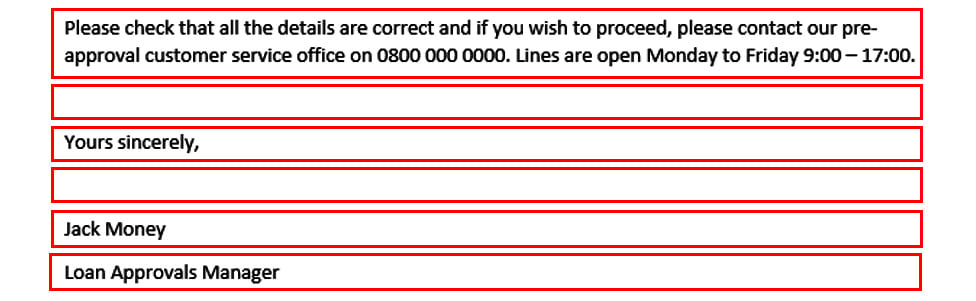 Please check that all the details are correct and if you wish to proceed, please contact our pre-
approval customer service office on 0800 000 0000. Lines are open Monday to Friday 9:00 – 17:00.
Yours sincerely,
Jack Money
Loan Approvals Manager